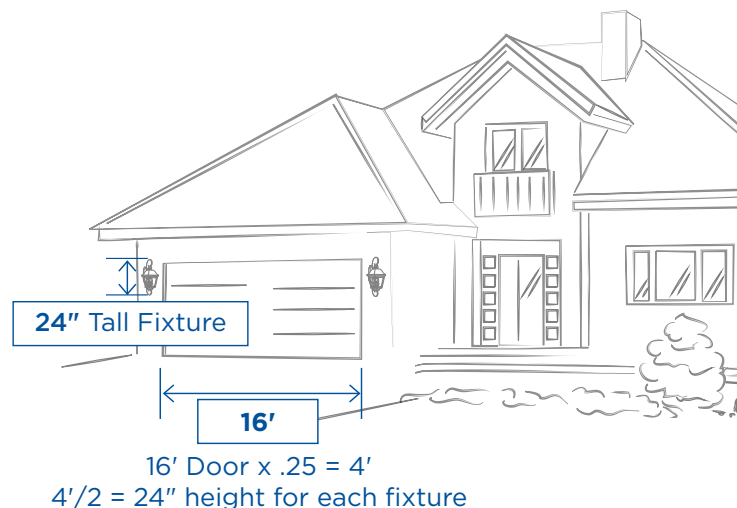 24" Tall Fixture
16'
16' Door x .25 = 4'
4'/2 = 24" height for each fixture